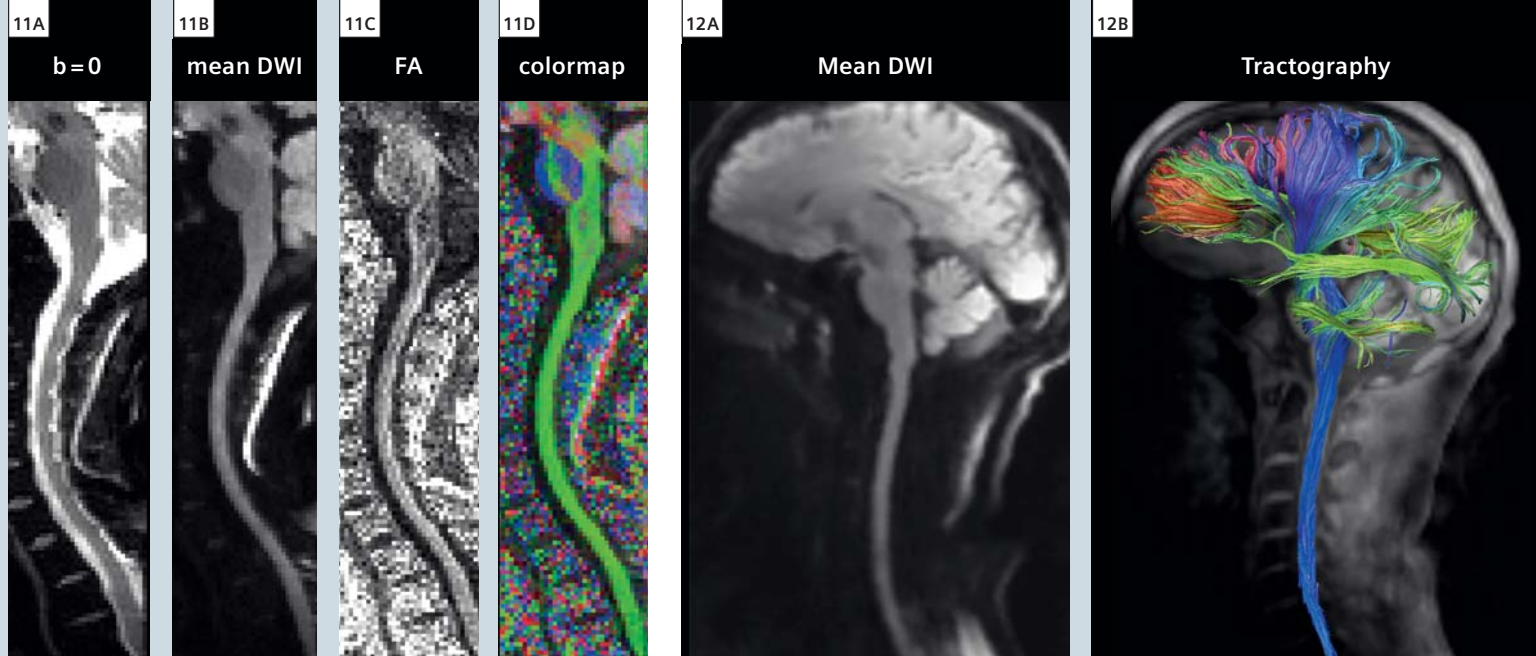 11A
b=0
11B
mean DWI
11C
FA
11D
colormap
12A
Mean DWI
12B
Tractography